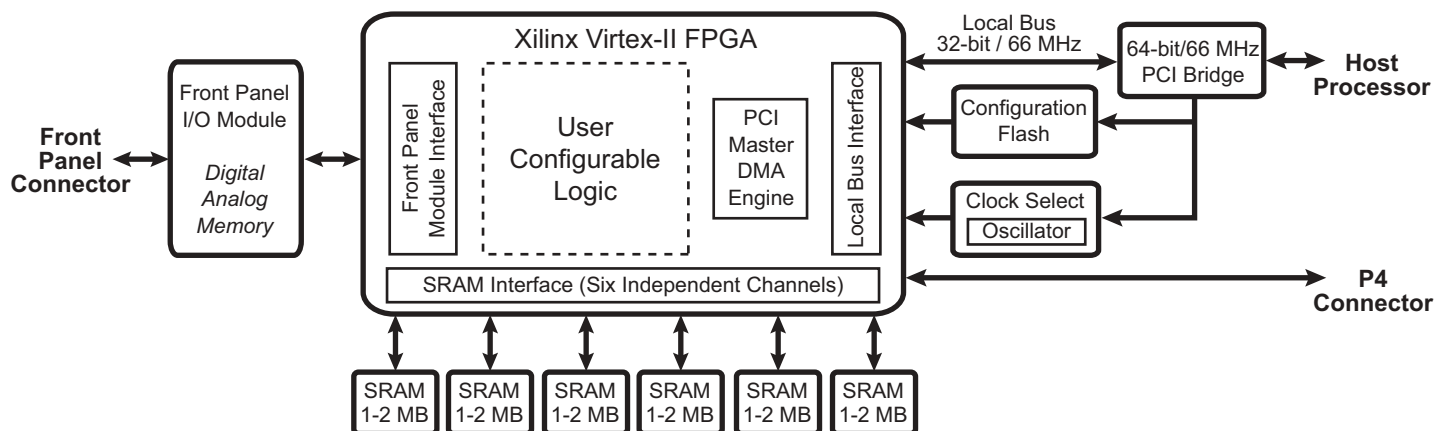 Xilinx Virtex-II FPGA
Front
Panel
Connector
Front Panel
I/O Module
Digital
Analog
Memory
Front Panel
Module Interface
User
Configurable
Logic
PCI
Master
DMA
Engine
Local Bus Interface
SRAM Interface (Six Independent Channels)
Local Bus
32-bit / 66 MHz
64-bit/66 MHz
PCI Bridge
Host
Processor
Configuration
Flash
Clock Select
Oscillator
P4
Connector
SRAM
1-2 MB
SRAM
1-2 MB
SRAM
1-2 MB
SRAM
1-2 MB
SRAM
1-2 MB
SRAM
1-2 MB